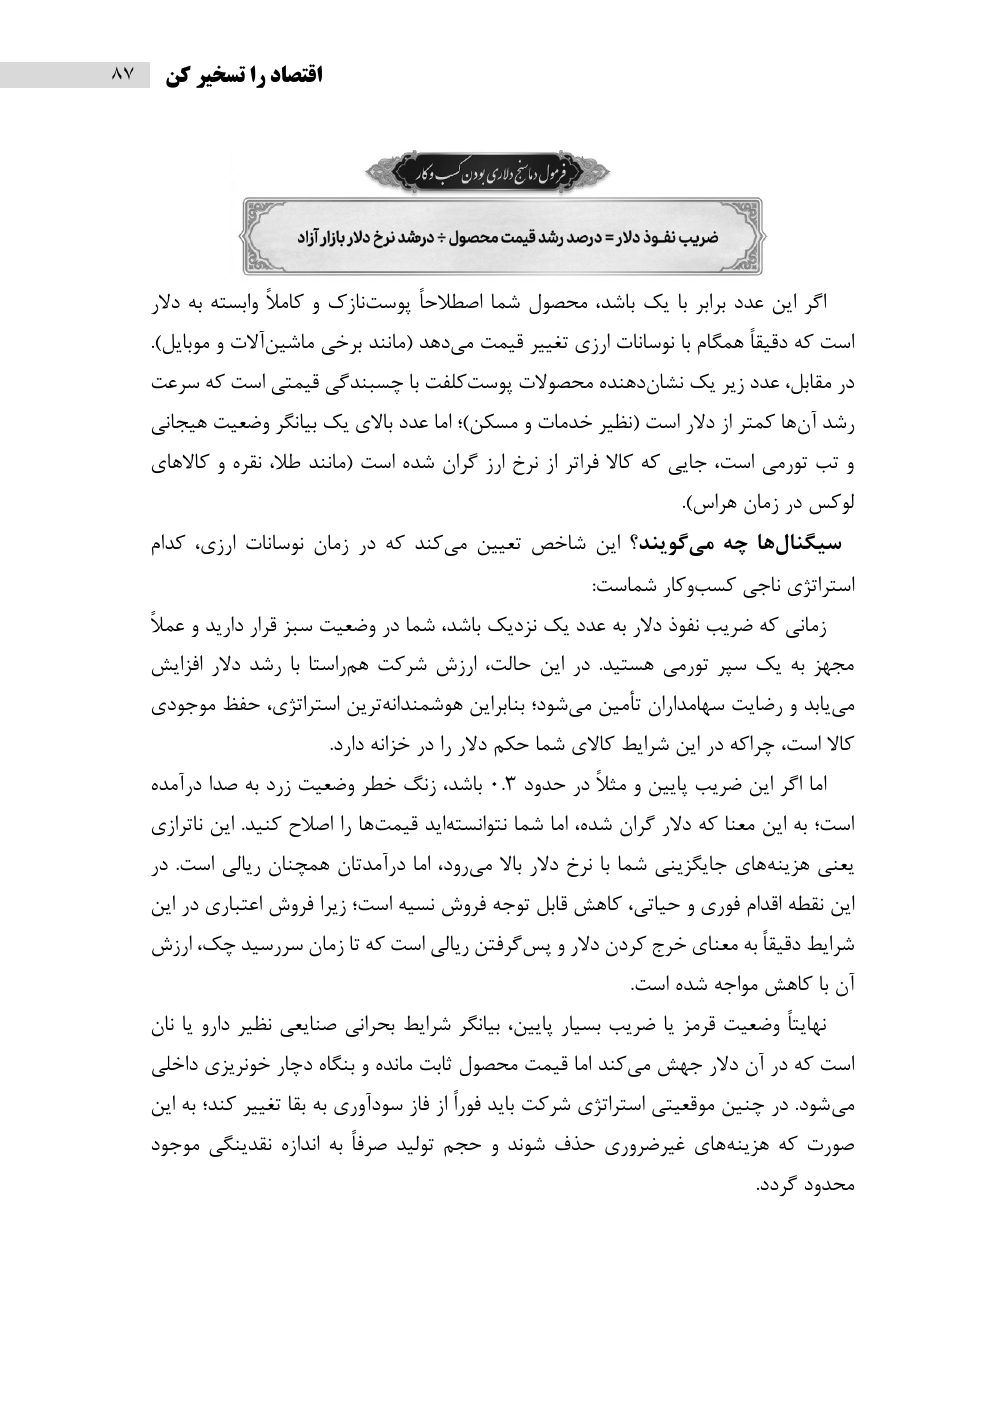 اقتصاد را تسخیر کن ۸۷
فرمول دماسنج دلاری بودن کسب و کار
ضریب نفوذ دلار = درصد رشد قیمت محصول ÷ درصد نرخ دلار بازار آزاد
اگر این عدد برابر با یک باشد، محصول شما اصطلاحاً پوست‌نازک و کاملاً وابسته به دلار
است که دقیقاً همگام با نوسانات ارزی تغییر قیمت می‌دهد (مانند برخی ماشین‌آلات و موبایل).
در مقابل، عدد زیر یک نشان‌دهنده محصولات پوست‌کلفت با چسبندگی قیمتی است که سرعت
رشد آن‌ها کمتر از دلار است (نظیر خدمات و مسکن)؛ اما عدد بالای یک بیانگر وضعیت هیجانی
و تب تورمی است، جایی که کالا فراتر از نرخ ارز گران شده است (مانند طلا، نقره و کالاهای
لوکس در زمان هراس).
سیگنال‌ها چه می‌گویند؟ این شاخص تعیین می‌کند که در زمان نوسانات ارزی، کدام
استراتژی ناجی کسب‌وکار شماست:
زمانی که ضریب نفوذ دلار به عدد یک نزدیک باشد، شما در وضعیت سبز قرار دارید و عملاً
مجهز به یک سپر تورمی هستید. در این حالت، ارزش شرکت هم‌راستا با رشد دلار افزایش
می‌یابد و رضایت سهامداران تأمین می‌شود؛ بنابراین هوشمندانه‌ترین استراتژی، حفظ موجودی
کالا است، چراکه در این شرایط کالای شما حکم دلار را در خزانه دارد.
اما اگر این ضریب پایین و مثلاً در حدود ۰.۳ باشد، زنگ خطر وضعیت زرد به صدا درآمده
است؛ به این معنا که دلار گران شده، اما شما نتوانسته‌اید قیمت‌ها را اصلاح کنید. این ناترازی
یعنی هزینه‌های جایگزینی شما با نرخ دلار بالا می‌رود، اما درآمدتان همچنان ریالی است. در
این نقطه اقدام فوری و حیاتی، کاهش قابل توجه فروش نسیه است؛ زیرا فروش اعتباری در این
شرایط دقیقاً به معنای خرج کردن دلار و پس‌گرفتن ریالی است که تا زمان سررسید چک، ارزش
آن با کاهش مواجه شده است.
نهایتاً وضعیت قرمز یا ضریب بسیار پایین، بیانگر شرایط بحرانی صنایعی نظیر دارو یا نان
است که در آن دلار جهش می‌کند اما قیمت محصول ثابت مانده و بنگاه دچار خونریزی داخلی
می‌شود. در چنین موقعیتی استراتژی شرکت باید فوراً از فاز سودآوری به بقا تغییر کند؛ به این
صورت که هزینه‌های غیرضروری حذف شوند و حجم تولید صرفاً به اندازه نقدینگی موجود
محدود گردد.